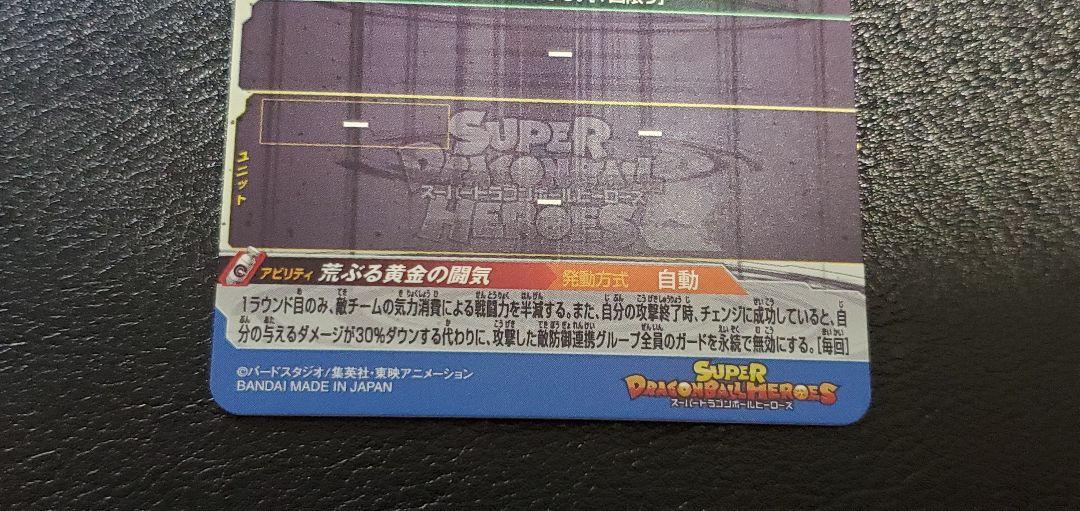 ユニット
SUPER
DRAGONBALL
スーパードラゴンボールヒーローズ
HEROES
アビリティ 荒ぶる黄金の闘気 発動方式 自動
1ラウンド目のみ、敵チームの気力消費による戦闘力を半減する。また、自分の攻撃終了時、チェンジに成功していると、自
分の与えるダメージが30%ダウンする代わりに、攻撃した敵防御連携グループ全員のガードを永続で無効にする。[毎回]
©バードスタジオ/集英社・東映アニメーション
BANDAI MADE IN JAPAN
SUPER
DRAGONBALL HEROES
スーパードラゴンボールヒーローズ